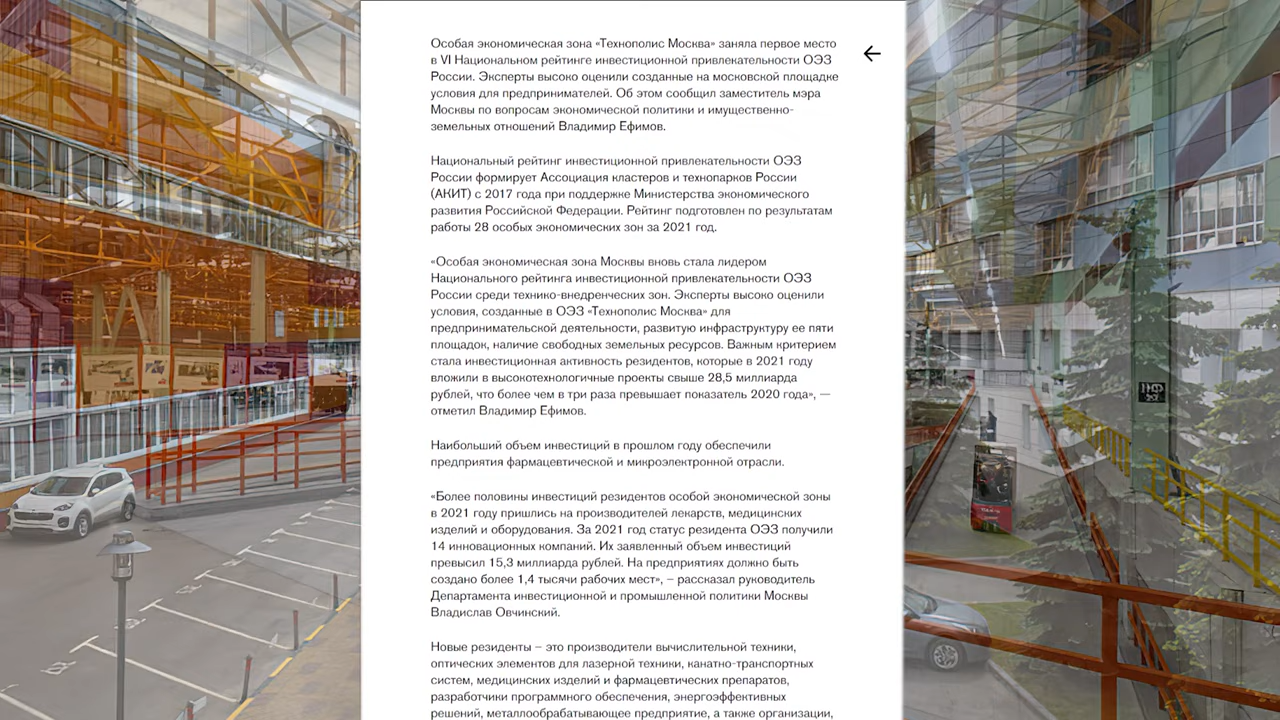 Особая экономическая зона «Технополис Москва» заняла первое место
в VI Национальном рейтинге инвестиционной привлекательности ОЭЗ
России. Эксперты высоко оценили созданные на московской площадке
условия для предпринимателей. Об этом сообщил заместитель мэра
Москвы по вопросам экономической политики и имущественно-
земельных отношений Владимир Ефимов.
Национальный рейтинг инвестиционной привлекательности ОЭЗ
России формирует Ассоциация кластеров и технопарков России
(АКИТ) с 2017 года при поддержке Министерства экономического
развития Российской Федерации. Рейтинг подготовлен по результатам
работы 28 особых экономических зон за 2021 год.
«Особая экономическая зона Москвы вновь стала лидером
Национального рейтинга инвестиционной привлекательности ОЭЗ
России среди технико-внедренческих зон. Эксперты высоко оценили
условия, созданные в ОЭЗ «Технополис Москва» для
предпринимательской деятельности, развитую инфраструктуру ее пяти
площадок, наличие свободных земельных ресурсов. Важным критерием
стала инвестиционная активность резидентов, которые в 2021 году
вложили в высокотехнологичные проекты свыше 28,5 миллиарда
рублей, что более чем в три раза превышает показатель 2020 года», —
отметил Владимир Ефимов.
Наибольший объем инвестиций в прошлом году обеспечили
предприятия фармацевтической и микроэлектронной отрасли.
«Более половины инвестиций резидентов особой экономической зоны
в 2021 году пришлись на производителей лекарств, медицинских
изделий и оборудования. За 2021 год статус резидента ОЭЗ получили
14 инновационных компаний. Их заявленный объем инвестиций
превысил 15,3 миллиарда рублей. На предприятиях должно быть
создано более 1,4 тысячи рабочих мест», – рассказал руководитель
Департамента инвестиционной и промышленной политики Москвы
Владислав Овчинский.
Новые резиденты – это производители вычислительной техники,
оптических элементов для лазерной техники, канатно-транспортных
систем, медицинских изделий и фармацевтических препаратов,
разработчики программного обеспечения, энергоэффективных
решений, металлообрабатывающее предприятие, а также организации,